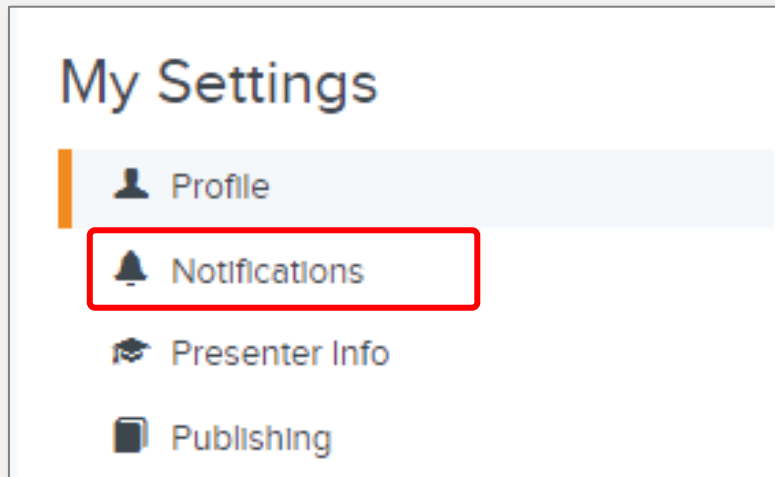 My Settings
Profile
Notifications
Presenter Info
Publishing